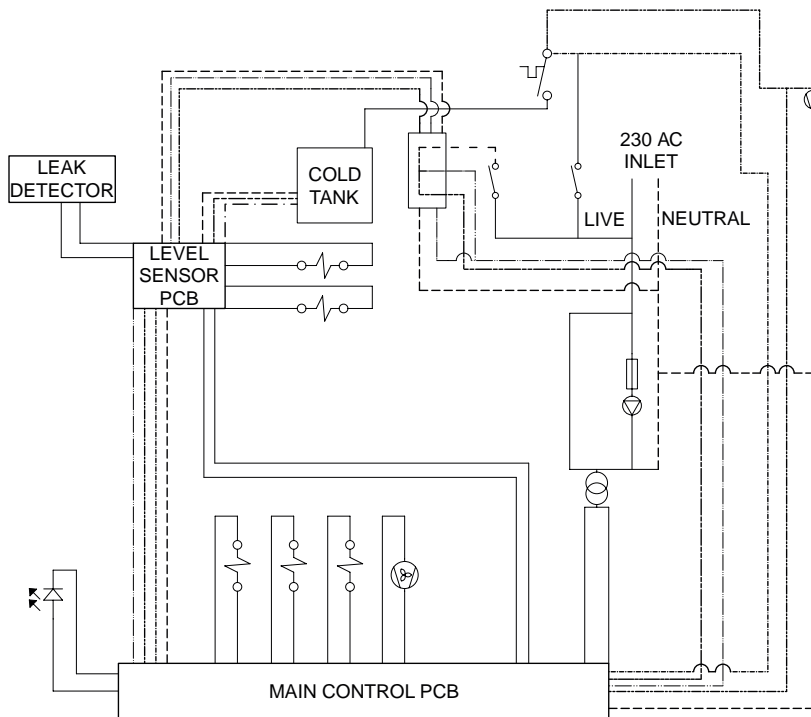 230 AC
INLET
LEAK
DETECTOR
COLD
TANK
LIVE
NEUTRAL
LEVEL
SENSOR
PCB
MAIN CONTROL PCB